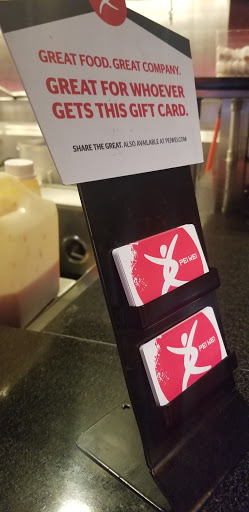 GREAT FOOD. GREAT COMPANY.
GREAT FOR WHOEVER
GETS THIS GIFT CARD.
SHARE THE GREAT. ALSO AVAILABLE AT PEIWEI.COM
PEI WEI
PEI WEI